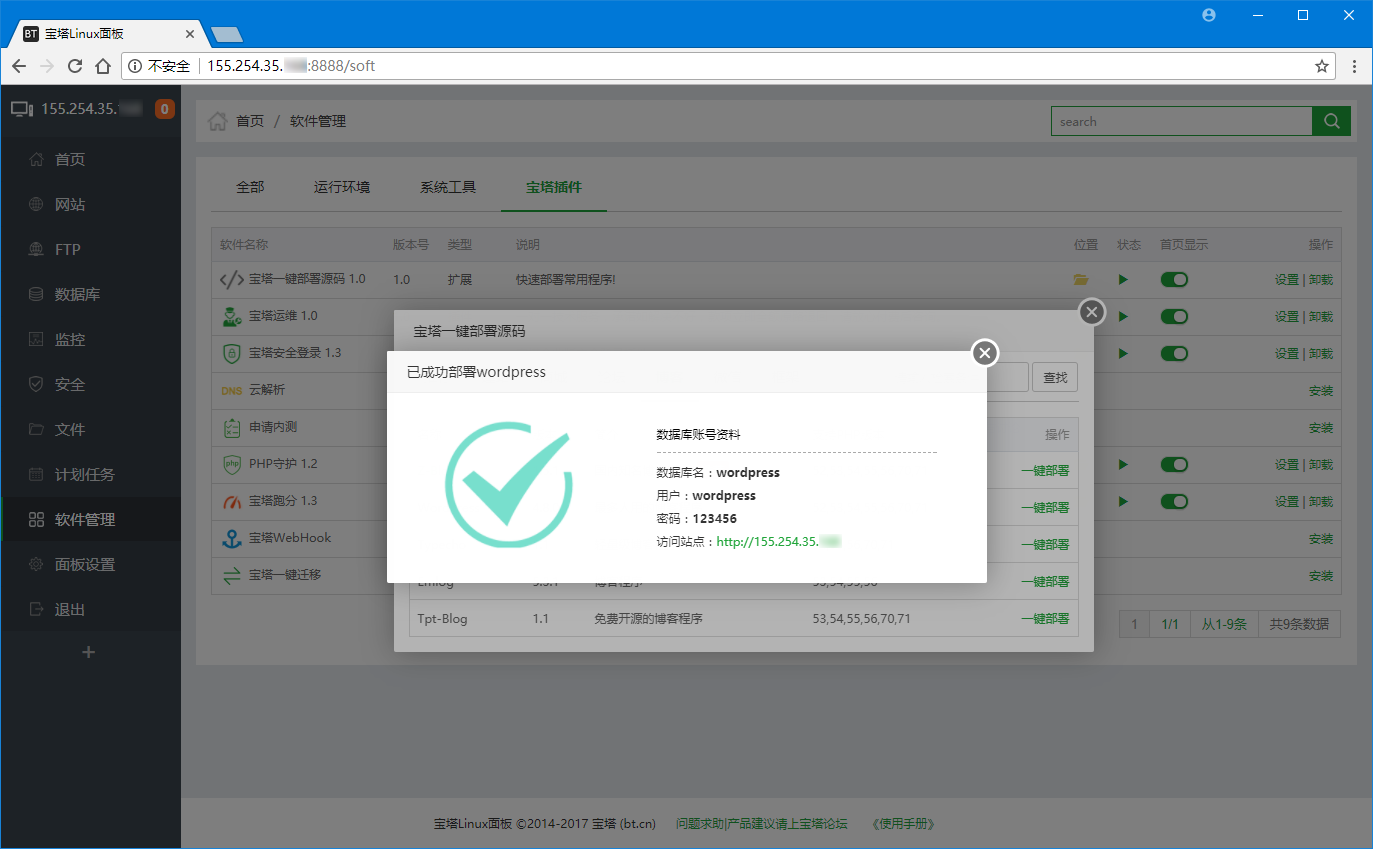 BT 宝塔Linux面板
不安全 155.254.35. :8888/soft
155.254.35. 0
首页 / 软件管理
search
首页
网站
FTP
数据库
监控
安全
文件
计划任务
软件管理
面板设置
退出
全部 运行环境 系统工具 宝塔插件
软件名称 版本号 类型 说明 位置 状态 首页显示 操作
宝塔一键部署源码 1.0 1.0 扩展 快速部署常用程序! 设置 | 卸载
宝塔运维 1.0 设置 | 卸载
宝塔安全登录 1.3 设置 | 卸载
DNS 云解析 安装
申请内测 安装
php PHP守护 1.2 设置 | 卸载
宝塔跑分 1.3 设置 | 卸载
宝塔WebHook 安装
宝塔一键迁移 安装
1 1/1 从1-9条 共9条数据
宝塔一键部署源码
查找
操作
一键部署
一键部署
一键部署
Emlog 博客程序 53,54,55,56 一键部署
Tpt-Blog 1.1 免费开源的博客程序 53,54,55,56,70,71 一键部署
已成功部署wordpress
数据库账号资料
数据库名：wordpress
用户：wordpress
密码：123456
访问站点：http://155.254.35.
宝塔Linux面板 ©2014-2017 宝塔 (bt.cn) 问题求助|产品建议请上宝塔论坛 《使用手册》